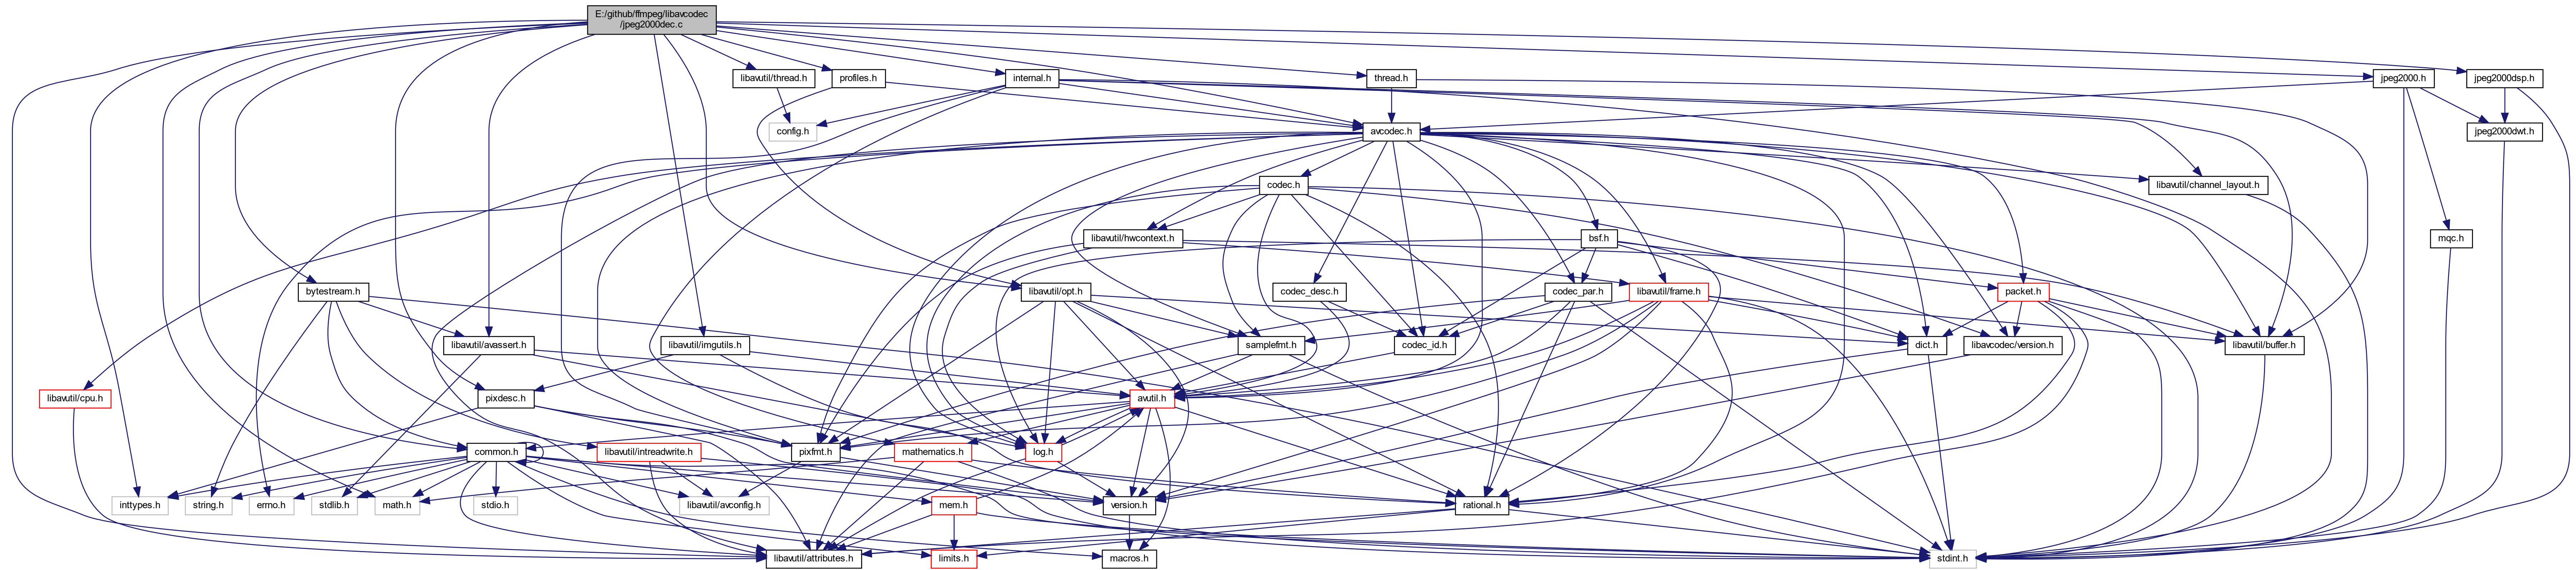 E:/github/ffmpeg/libavcodec
/jpeg2000dec.c
libavutil/thread.h
profiles.h
internal.h
thread.h
jpeg2000.h
jpeg2000dsp.h
config.h
avcodec.h
jpeg2000dwt.h
codec.h
libavutil/channel_layout.h
libavutil/hwcontext.h
bsf.h
mqc.h
bytestream.h
libavutil/opt.h
codec_desc.h
codec_par.h
libavutil/frame.h
packet.h
libavutil/avassert.h
libavutil/imgutils.h
samplefmt.h
codec_id.h
dict.h
libavcodec/version.h
libavutil/buffer.h
libavutil/cpu.h
pixdesc.h
avutil.h
common.h
libavutil/intreadwrite.h
pixfmt.h
mathematics.h
log.h
inttypes.h
string.h
errno.h
stdlib.h
math.h
stdio.h
libavutil/avconfig.h
mem.h
version.h
rational.h
libavutil/attributes.h
limits.h
macros.h
stdint.h